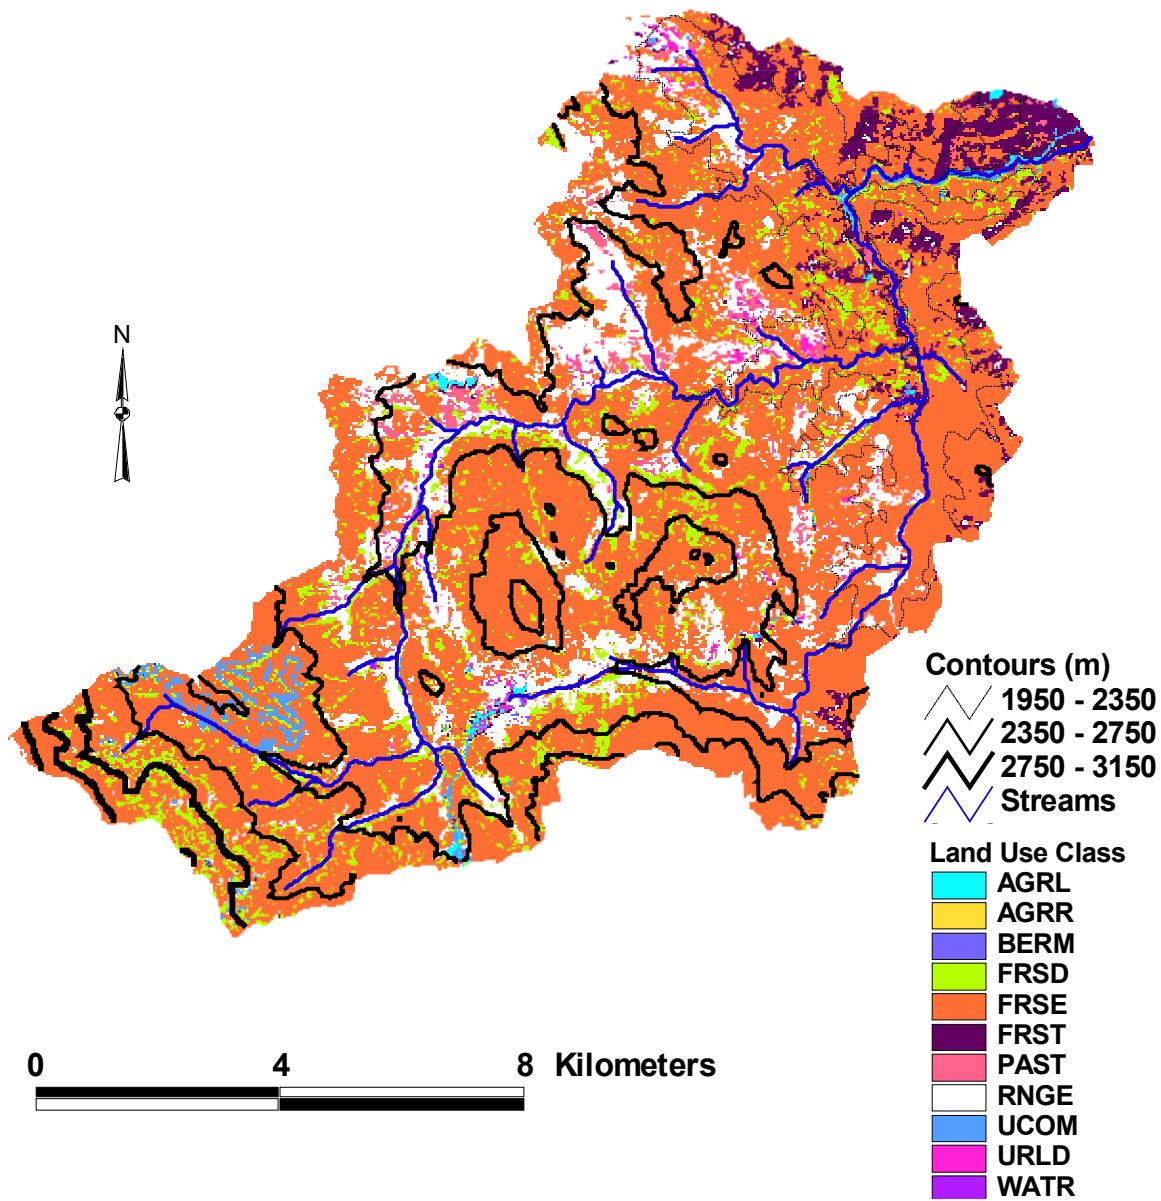 N
Contours (m)
1950 - 2350
2350 - 2750
2750 - 3150
Streams
Land Use Class
AGRL
AGRR
BERM
FRSD
FRSE
FRST
PAST
RNGE
UCOM
URLD
WATR
0 4 8 Kilometers